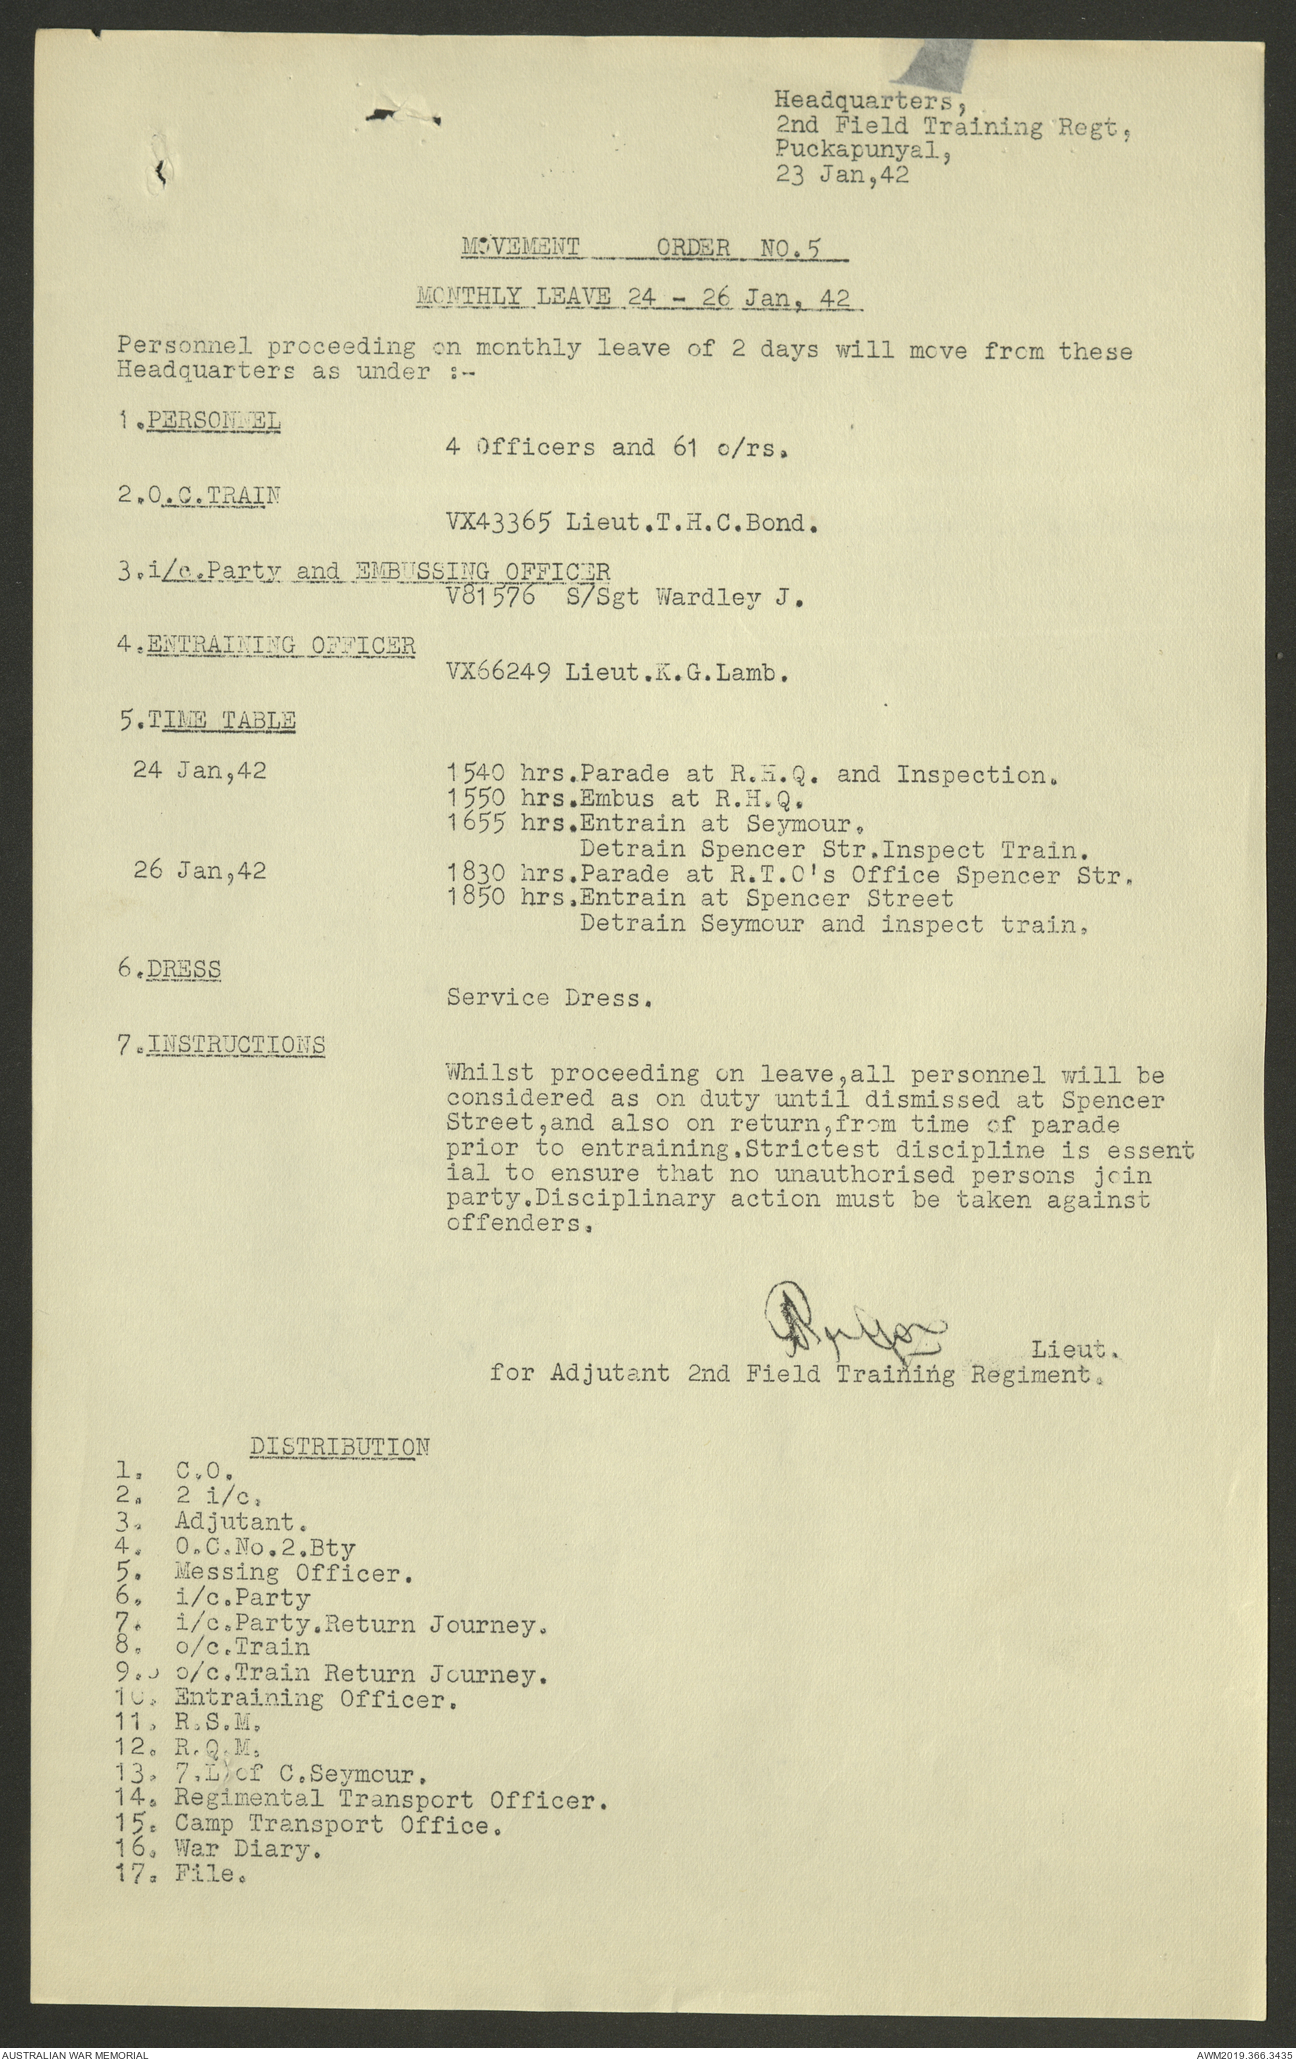 Headquarters,
2nd Field Training Regt,
Puckapunyal,
23 Jan,42
MOVEMENT ORDER NO.5
MONTHLY LEAVE 24 - 26 Jan, 42
Personnel proceeding on monthly leave of 2 days will move from these
Headquarters as under :-
1.PERSONNEL
4 Officers and 61 o/rs.
2.O.C.TRAIN
VX43365 Lieut.T.H.C.Bond.
3.i/c.Party and EMBUSSING OFFICER
V81576 S/Sgt Wardley J.
4.ENTRAINING OFFICER
VX66249 Lieut.K.G.Lamb.
5.TIME TABLE
24 Jan,42 1540 hrs.Parade at R.H.Q. and Inspection.
1550 hrs.Embus at R.H.Q.
1655 hrs.Entrain at Seymour.
Detrain Spencer Str.Inspect Train.
26 Jan,42 1830 hrs.Parade at R.T.O's Office Spencer Str.
1850 hrs.Entrain at Spencer Street
Detrain Seymour and inspect train.
6.DRESS
Service Dress.
7.INSTRUCTIONS
Whilst proceeding on leave,all personnel will be
considered as on duty until dismissed at Spencer
Street,and also on return,from time of parade
prior to entraining.Strictest discipline is essent
ial to ensure that no unauthorised persons join
party.Disciplinary action must be taken against
offenders.
Lieut.
for Adjutant 2nd Field Training Regiment.
DISTRIBUTION
1. C.O.
2. 2 i/c.
3. Adjutant.
4. O.C.No.2.Bty
5. Messing Officer.
6. i/c.Party
7. i/c.Party.Return Journey.
8. o/c.Train
9. o/c.Train Return Journey.
10. Entraining Officer.
11. R.S.M.
12. R.Q.M.
13. 7.L of C.Seymour.
14. Regimental Transport Officer.
15. Camp Transport Office.
16. War Diary.
17. File.
AUSTRALIAN WAR MEMORIAL AWM2019.366.3435